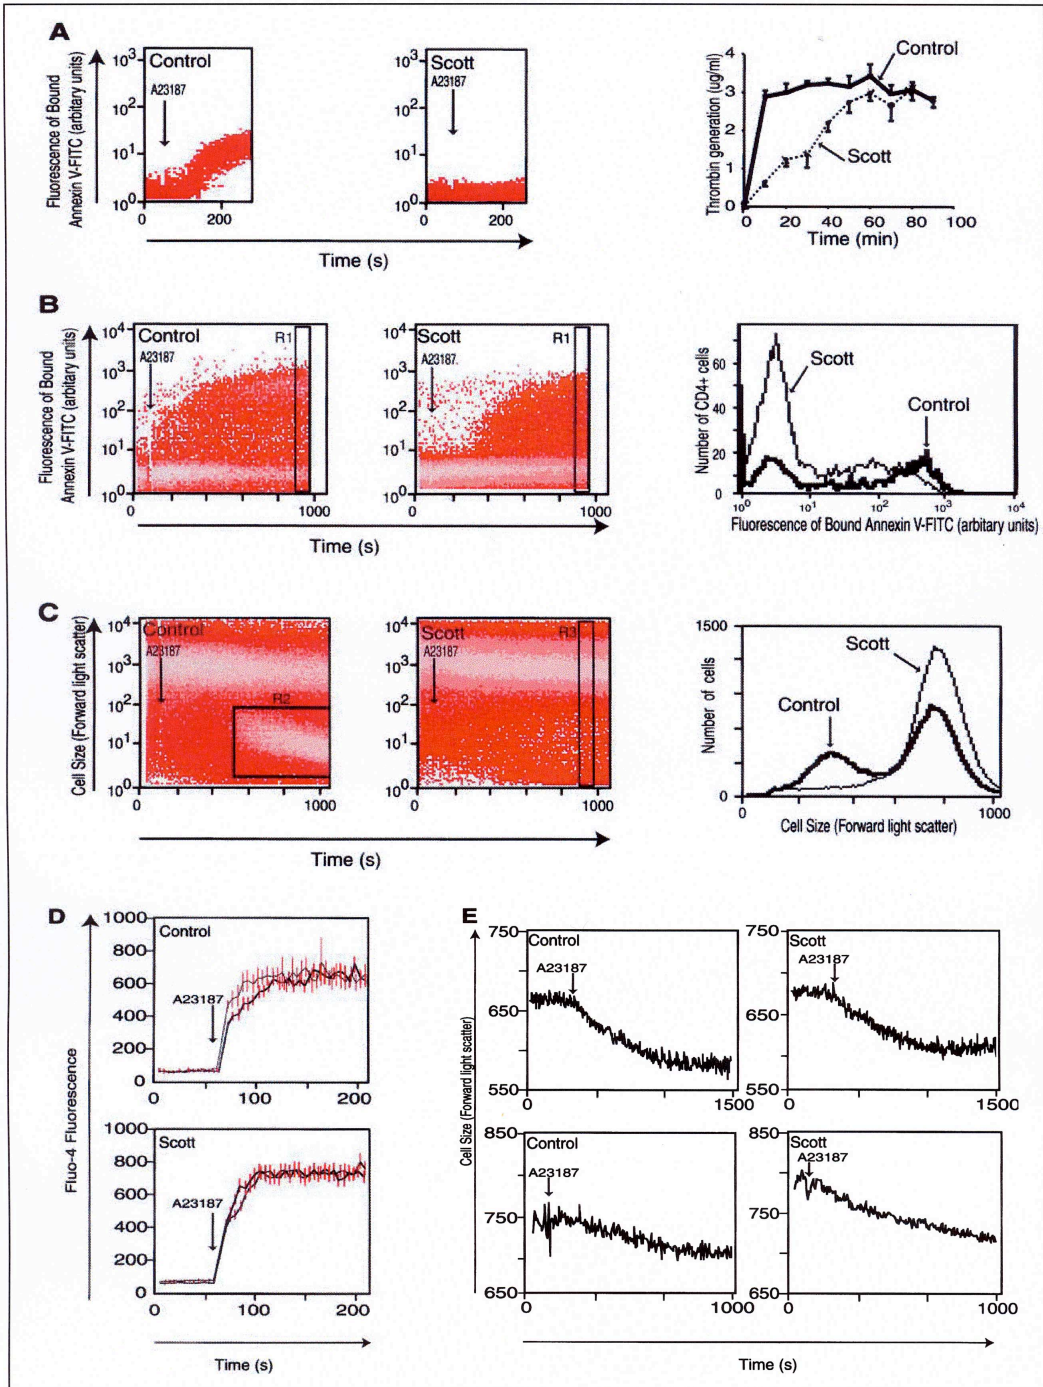 A
Fluorescence of Bound
Annexin V-FITC (arbitary units)
10³
10²
10¹
10⁰
Control
A23187
0
200
10³
10²
10¹
10⁰
Scott
A23187
0
200
Time (s)
Thrombin generation (ug/ml)
4
3
2
1
0
Control
Scott
0
20
40
60
80
100
Time (min)
B
Fluorescence of Bound
Annexin V-FITC (arbitary units)
10⁴
10³
10²
10¹
10⁰
Control
R1
A23187
0
1000
10⁴
10³
10²
10¹
10⁰
Scott
R1
A23187.
0
1000
Time (s)
Number of CD4+ cells
60
40
20
0
Scott
Control
10⁰
10¹
10²
10³
10⁴
Fluorescence of Bound Annexin V-FITC (arbitary units)
C
Cell Size (Forward light scatter)
10⁴
10³
10²
10¹
10⁰
Control
A23187
R2
0
1000
10⁴
10³
10²
10¹
10⁰
Scott
R3
A23187
0
1000
Time (s)
Number of cells
1500
0
Scott
Control
0
1000
Cell Size (Forward light scatter)
D
Fluo-4 Fluorescence
1000
800
600
400
200
0
Control
A23187
0
100
200
1000
800
600
400
200
0
Scott
A23187
0
100
200
Time (s)
E
Cell Size (Forward light scatter)
750
650
550
Control
A23187
0
1500
750
650
550
Scott
A23187
0
1500
850
750
650
Control
A23187
0
1000
850
750
650
Scott
A23187
0
1000
Time (s)